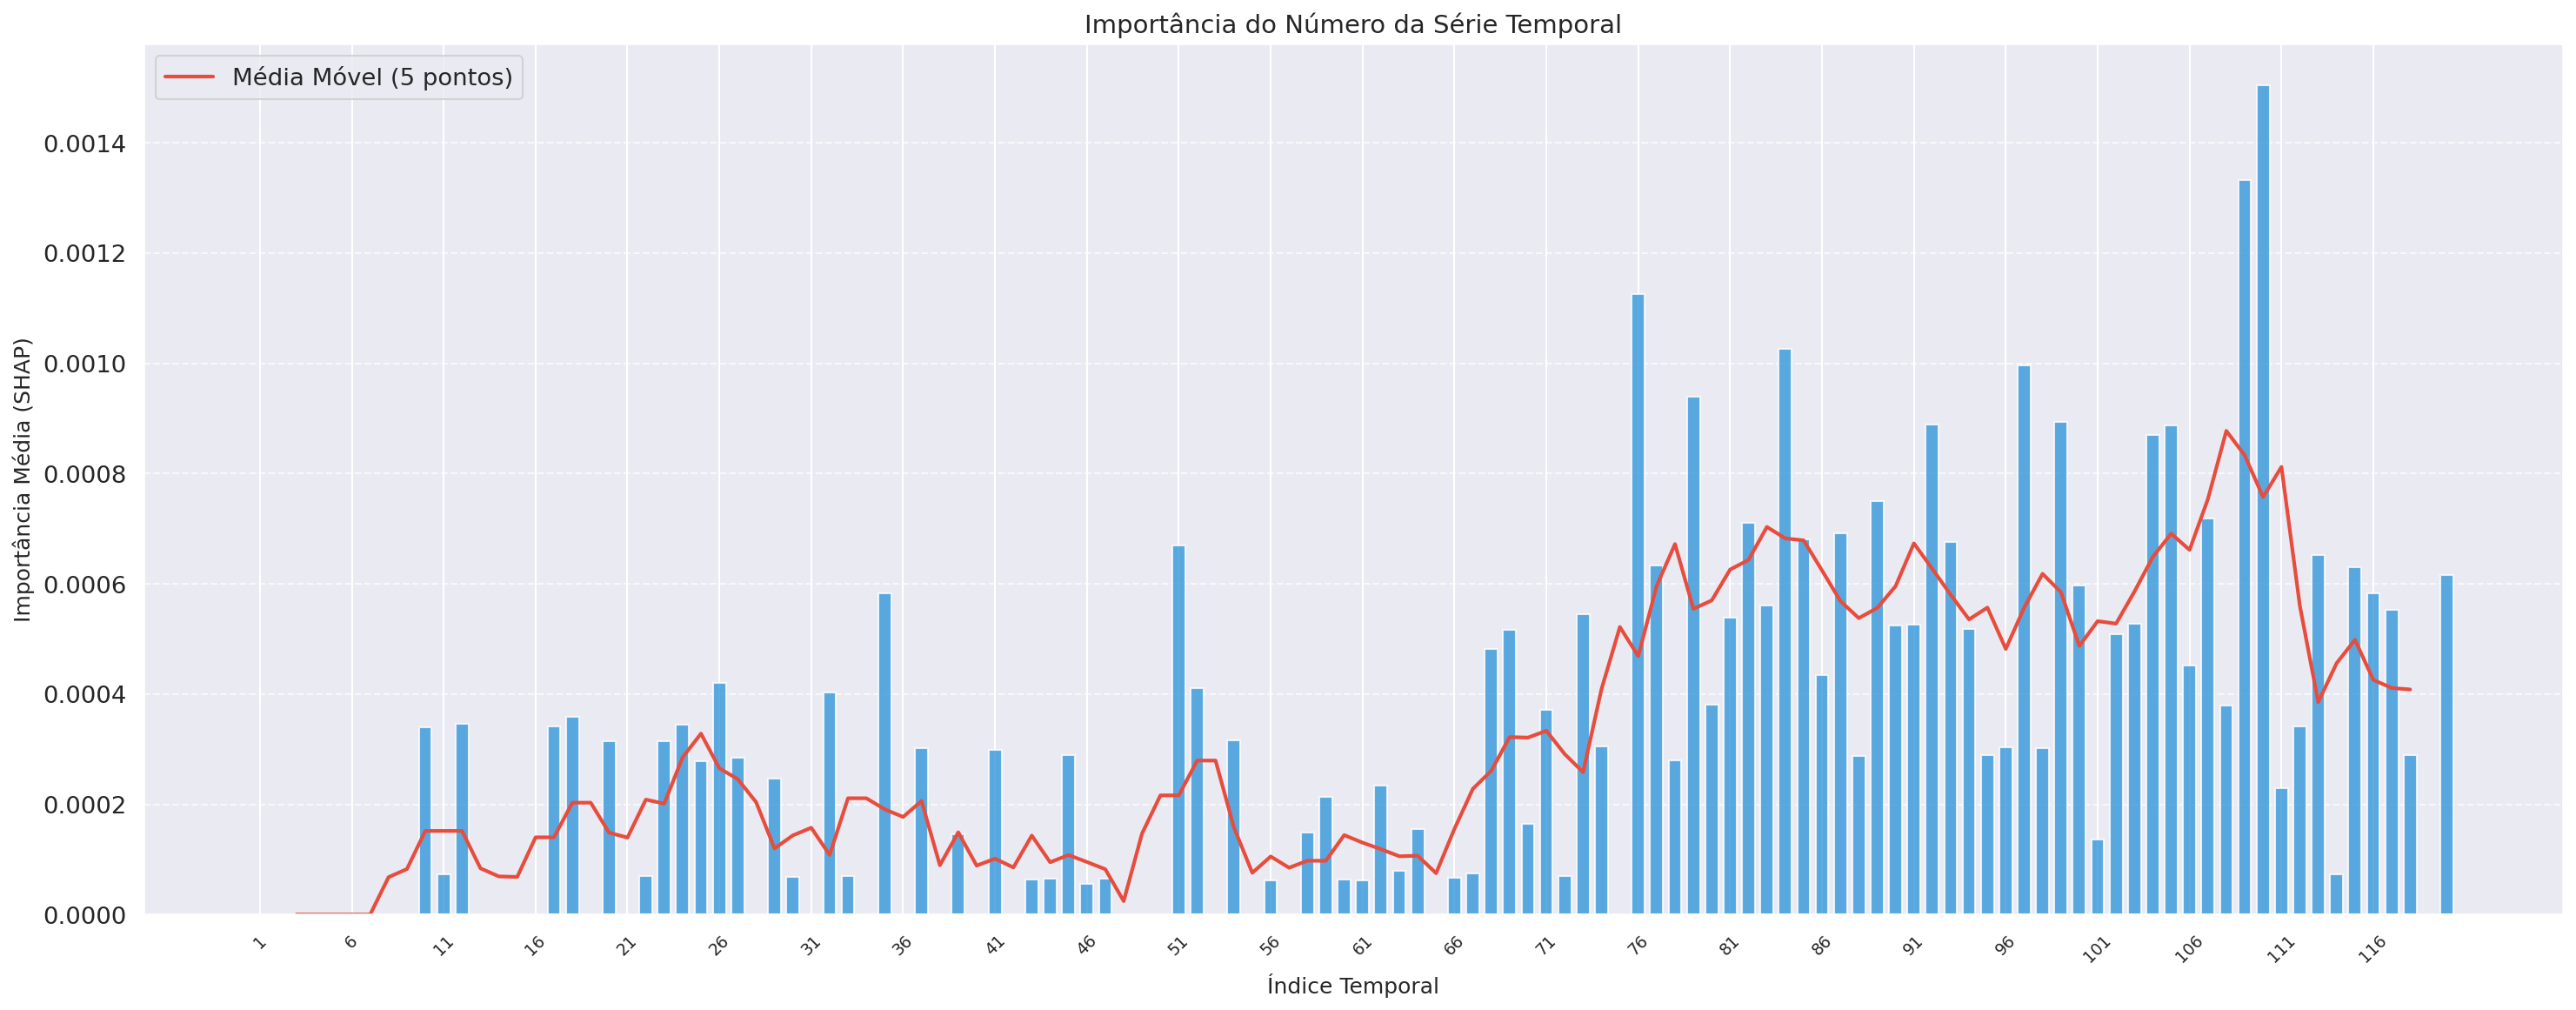 Importância do Número da Série Temporal
Média Móvel (5 pontos)
Importância Média (SHAP)
0.0014
0.0012
0.0010
0.0008
0.0006
0.0004
0.0002
0.0000
1 6 11 16 21 26 31 36 41 46 51 56 61 66 71 76 81 86 91 96 101 106 111 116
Índice Temporal